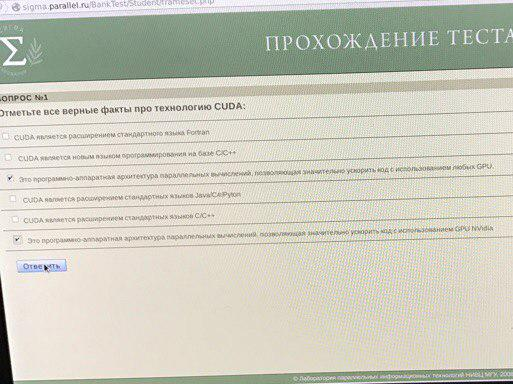 sigma.parallel.ru/BankTest/Student/frameset.php
Σ
ПРОХОЖДЕНИЕ ТЕСТА
ВОПРОС №1
Отметьте все верные факты про технологию CUDA:
CUDA является расширением стандартного языка Fortran
CUDA является новым языком программирования на базе С/С++
Это программно-аппаратная архитектура параллельных вычислений, позволяющая значительно ускорить код с использованием любых GPU.
CUDA является расширением стандартных языков Java/C#/Pyton
CUDA является расширением стандартных языков С/С++
Это программно-аппаратная архитектура параллельных вычислений, позволяющая значительно ускорить код с использованием GPU NVidia
Ответить
© Лаборатория параллельных информационных технологий НИВЦ МГУ, 2008